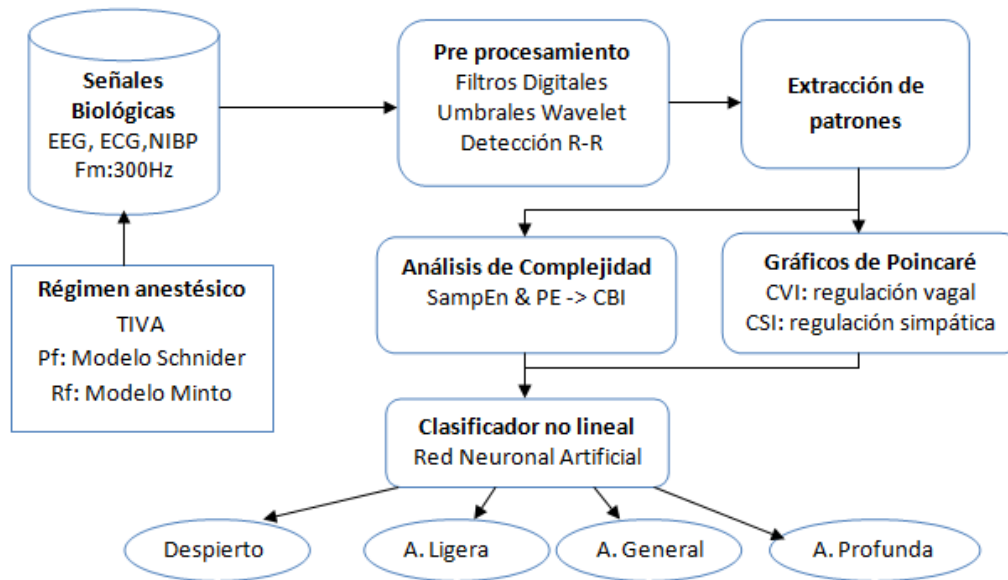 Señales
Biológicas
EEG, ECG,NIBP
Fm:300Hz
Pre procesamiento
Filtros Digitales
Umbrales Wavelet
Detección R-R
Extracción de
patrones
Régimen anestésico
TIVA
Pf: Modelo Schnider
Rf: Modelo Minto
Análisis de Complejidad
SampEn & PE -> CBI
Gráficos de Poincaré
CVI: regulación vagal
CSI: regulación simpática
Clasificador no lineal
Red Neuronal Artificial
Despierto
A. Ligera
A. General
A. Profunda